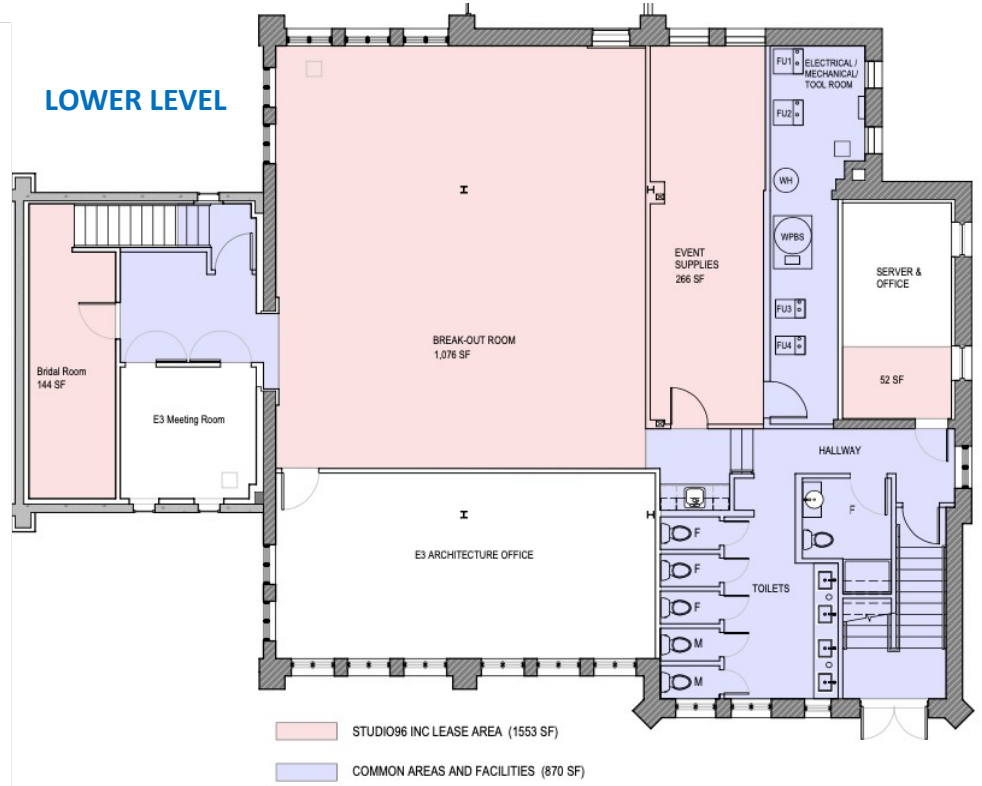 LOWER LEVEL
FU1
ELECTRICAL /
MECHANICAL/
TOOL ROOM
FU2
WH
WPBS
EVENT
SUPPLIES
266 SF
SERVER &
OFFICE
FU3
FU4
BREAK-OUT ROOM
1,076 SF
Bridal Room
144 SF
52 SF
E3 Meeting Room
HALLWAY
F
E3 ARCHITECTURE OFFICE
F
F
F
M
M
TOILETS
STUDIO96 INC LEASE AREA (1553 SF)
COMMON AREAS AND FACILITIES (870 SF)